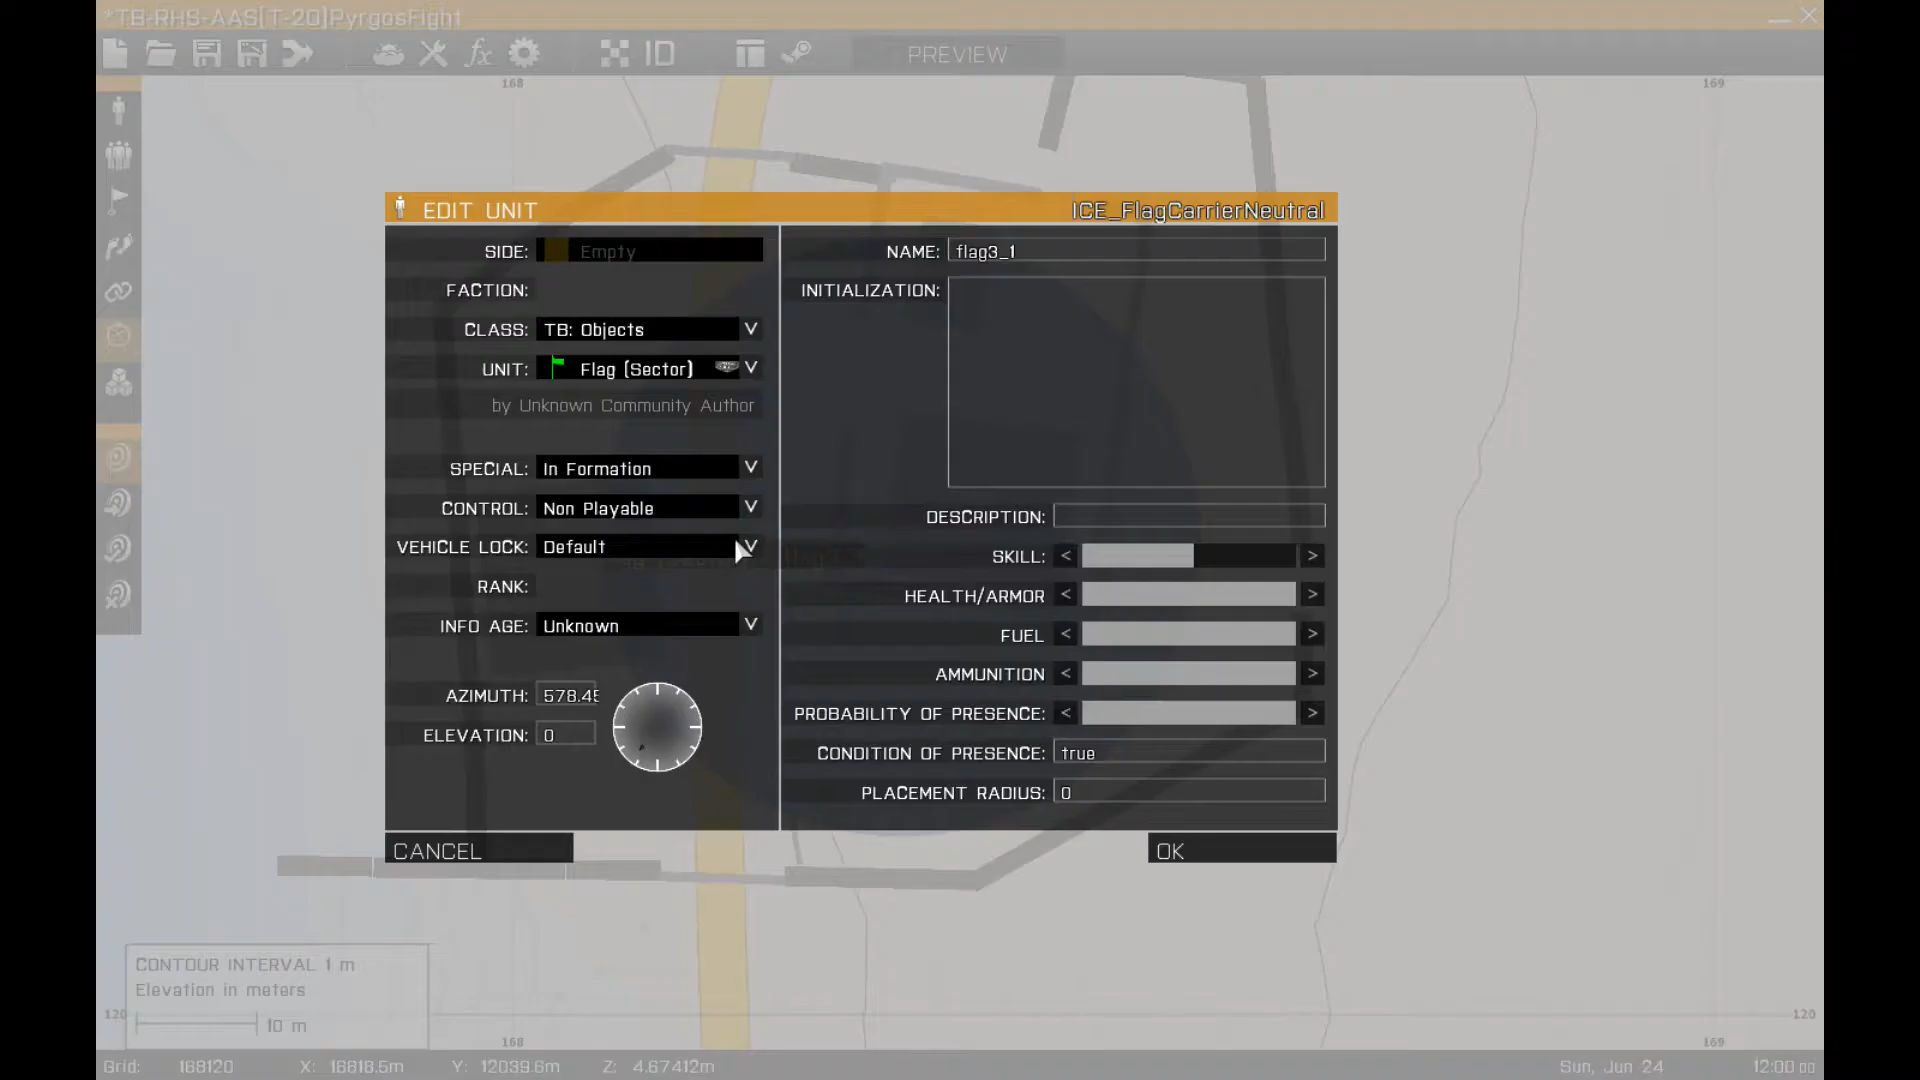 *TB-RHS-AAS[T-20]PyrgosFight
ID
PREVIEW
168
169
EDIT UNIT
ICE_FlagCarrierNeutral
SIDE: Empty
FACTION:
CLASS: TB: Objects
UNIT: Flag (Sector)
by Unknown Community Author
SPECIAL: In Formation
CONTROL: Non Playable
VEHICLE LOCK: Default
RANK:
INFO AGE: Unknown
AZIMUTH: 578.45
ELEVATION: 0
NAME: flag3_1
INITIALIZATION:
DESCRIPTION:
SKILL:
HEALTH/ARMOR
FUEL
AMMUNITION
PROBABILITY OF PRESENCE:
CONDITION OF PRESENCE: true
PLACEMENT RADIUS: 0
CANCEL
OK
CONTOUR INTERVAL 1 m
Elevation in meters
10 m
120
120
168
169
Grid: 168120 X: 16818.5m Y: 12039.6m Z: 4.67412m
Sun, Jun 24 12:00:00